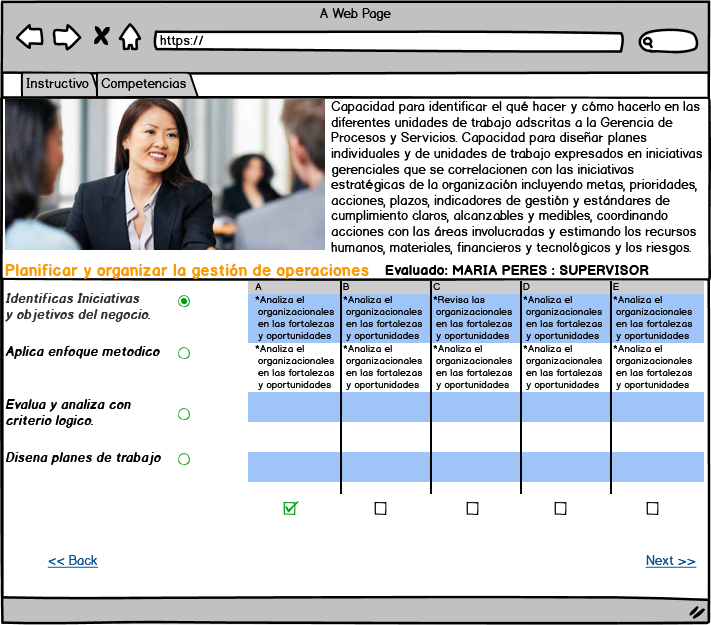 A Web Page
https://
Instructivo
Competencias
Capacidad para identificar el qué hacer y cómo hacerlo en las
diferentes unidades de trabajo adscritas a la Gerencia de
Procesos y Servicios. Capacidad para diseñar planes
individuales y de unidades de trabajo expresados en iniciativas
gerenciales que se correlacionen con las iniciativas
estratégicas de la organización incluyendo metas, prioridades,
acciones, plazos, indicadores de gestión y estándares de
cumplimiento claros, alcanzables y medibles, coordinando
acciones con las áreas involucradas y estimando los recursos
humanos, materiales, financieros y tecnológicos y los riesgos.
Planificar y organizar la gestión de operaciones
Evaluado: MARIA PERES : SUPERVISOR
Identificas Iniciativas
y objetivos del negocio.
Aplica enfoque metodico
Evalua y analiza con
criterio logico.
Disena planes de trabajo
A
B
C
D
E
*Analiza el
organizacionales
en las fortalezas
y oportunidades
*Analiza el
organizacionales
en las fortalezas
y oportunidades
*Revisa las
organizacionales
en las fortalezas
y oportunidades
*Analiza el
organizacionales
en las fortalezas
y oportunidades
*Analiza el
organizacionales
en las fortalezas
y oportunidades
*Analiza el
organizacionales
en las fortalezas
y oportunidades
*Analiza el
organizacionales
en las fortalezas
y oportunidades
*Analiza el
organizacionales
en las fortalezas
y oportunidades
*Analiza el
organizacionales
en las fortalezas
y oportunidades
*Analiza el
organizacionales
en las fortalezas
y oportunidades
<< Back
Next >>